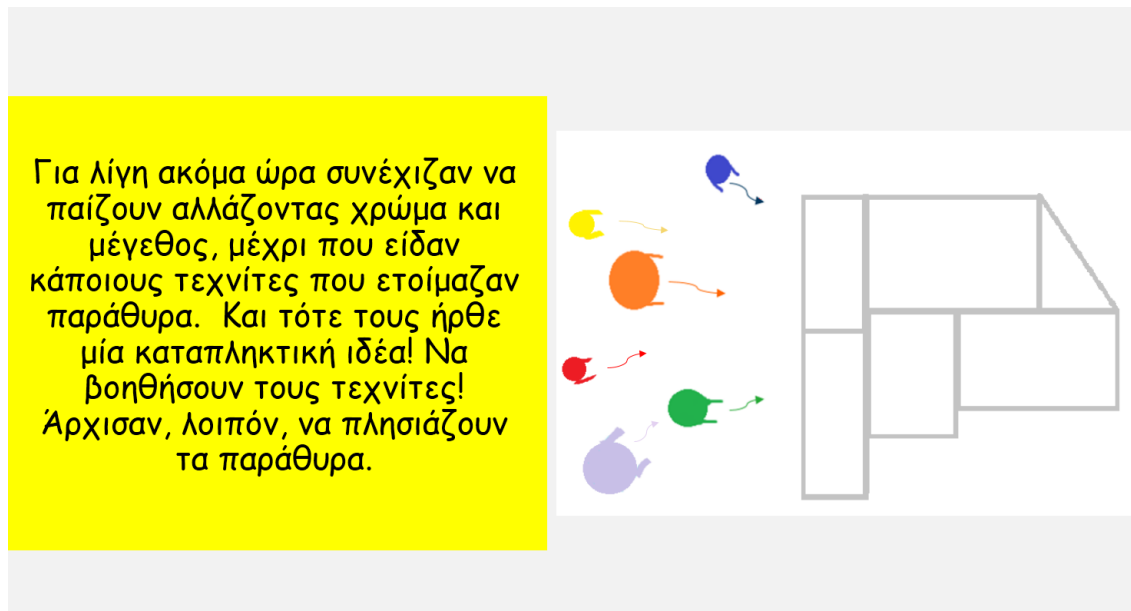 Για λίγη ακόμα ώρα συνέχιζαν να
παίζουν αλλάζοντας χρώμα και
μέγεθος, μέχρι που είδαν
κάποιους τεχνίτες που ετοίμαζαν
παράθυρα.  Και τότε τους ήρθε
μία καταπληκτική ιδέα! Να
βοηθήσουν τους τεχνίτες!
Άρχισαν, λοιπόν, να πλησιάζουν
τα παράθυρα.